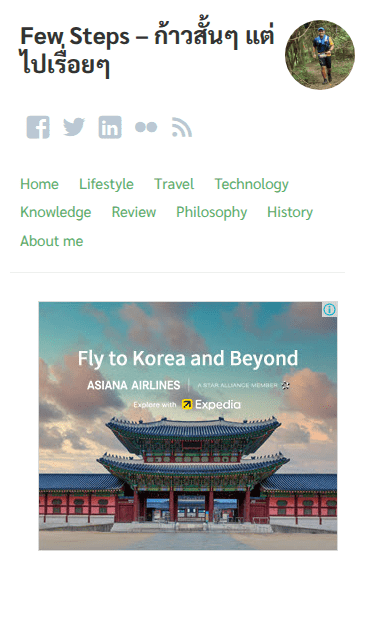 Few Steps – ก้าวสั้นๆ แต่
ไปเรื่อยๆ
Home Lifestyle Travel Technology
Knowledge Review Philosophy History
About me
Fly to Korea and Beyond
ASIANA AIRLINES | A STAR ALLIANCE MEMBER
Explore with Expedia